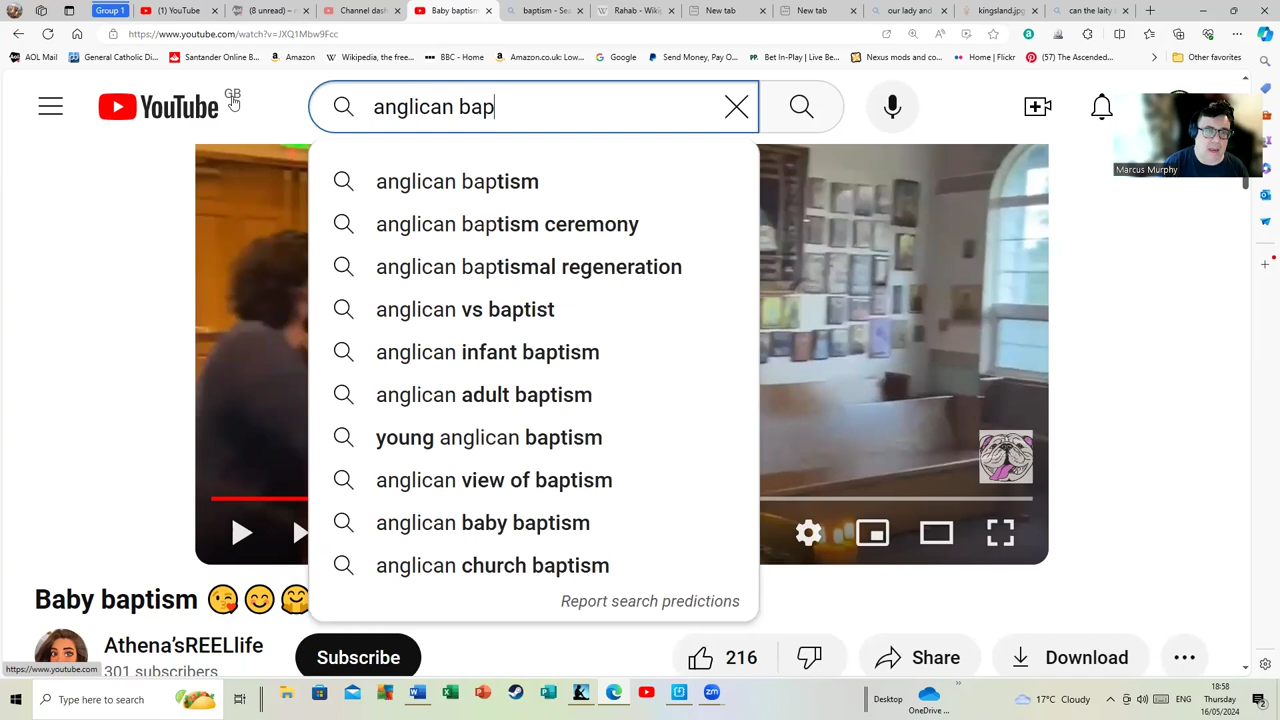 Group 1
YouTube
(8 unread) -
Channel dash
Baby baptism
baptism - Sea
Rahab - Wiki
New tab
New tab
our lady and
kingsland.jpg
can the laity
https://www.youtube.com/watch?v=JXQ1Mbw9Fcc
AOL Mail
General Catholic Di...
Santander Online B...
Amazon
Wikipedia, the free...
BBC - Home
Amazon.co.uk: Low...
Google
Send Money, Pay O...
Bet In-Play | Live Be...
Nexus mods and co...
Home | Flickr
(17) The Ascended...
Other favorites
YouTube GB
anglican bap
anglican baptism
anglican baptism ceremony
anglican baptismal regeneration
anglican vs baptist
anglican infant baptism
anglican adult baptism
young anglican baptism
anglican view of baptism
anglican baby baptism
anglican church baptism
Report search predictions
Marcus Murphy
Baby baptism 😘😊🤗
Athena'sREELlife
301 subscribers
Subscribe
216
Share
Download
https://www.youtube.com
Type here to search
Desktop
OneDrive ...
17°C Cloudy
ENG
18:58
Thursday
16/05/2024